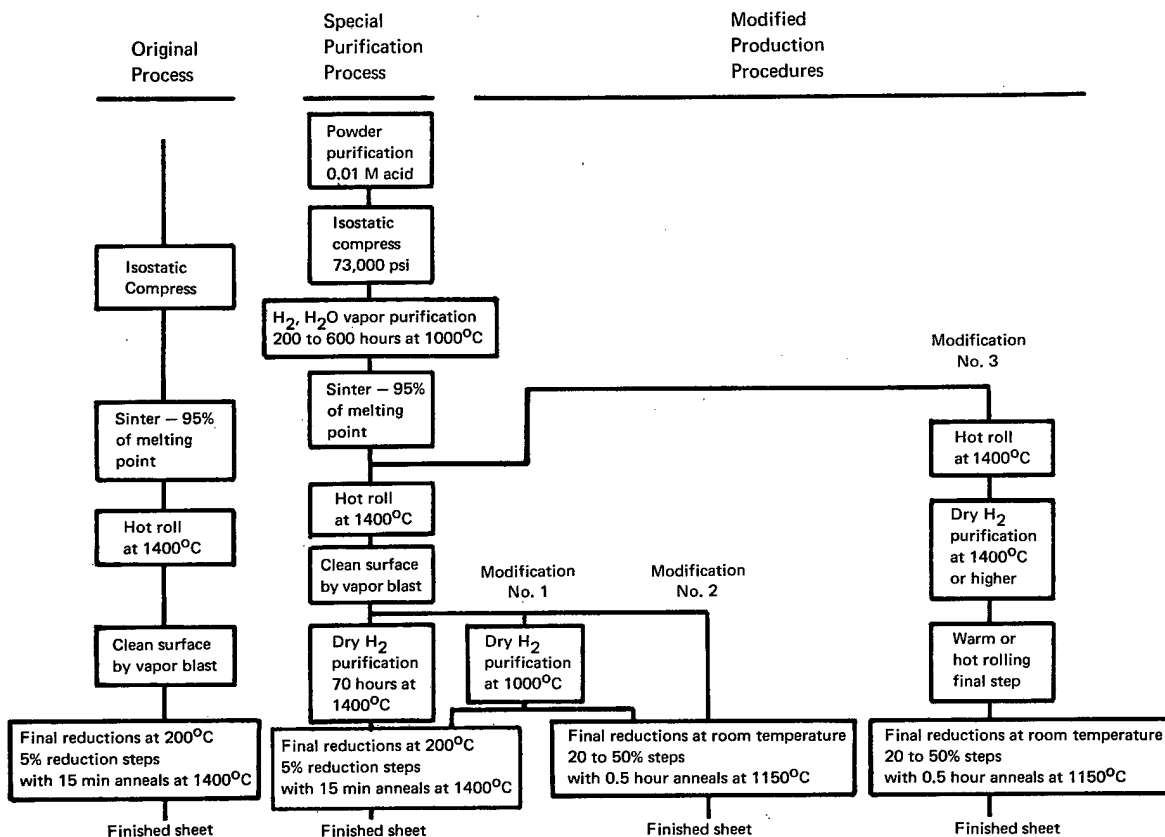 Original
Process
Special
Purification
Process
Modified
Production
Procedures
Isostatic
Compress
Sinter — 95%
of melting
point
Hot roll
at 1400°C
Clean surface
by vapor blast
Final reductions at 200°C
5% reduction steps
with 15 min anneals at 1400°C
Finished sheet
Powder
purification
0.01 M acid
Isostatic
compress
73,000 psi
H2, H2O vapor purification
200 to 600 hours at 1000°C
Sinter — 95%
of melting
point
Hot roll
at 1400°C
Clean surface
by vapor blast
Dry H2
purification
70 hours at
1400°C
Final reductions at 200°C
5% reduction steps
with 15 min anneals at 1400°C
Finished sheet
Modification
No. 1
Dry H2
purification
at 1000°C
Modification
No. 2
Final reductions at room temperature
20 to 50% steps
with 0.5 hour anneals at 1150°C
Finished sheet
Modification
No. 3
Hot roll
at 1400°C
Dry H2
purification
at 1400°C
or higher
Warm or
hot rolling
final step
Final reductions at room temperature
20 to 50% steps
with 0.5 hour anneals at 1150°C
Finished sheet